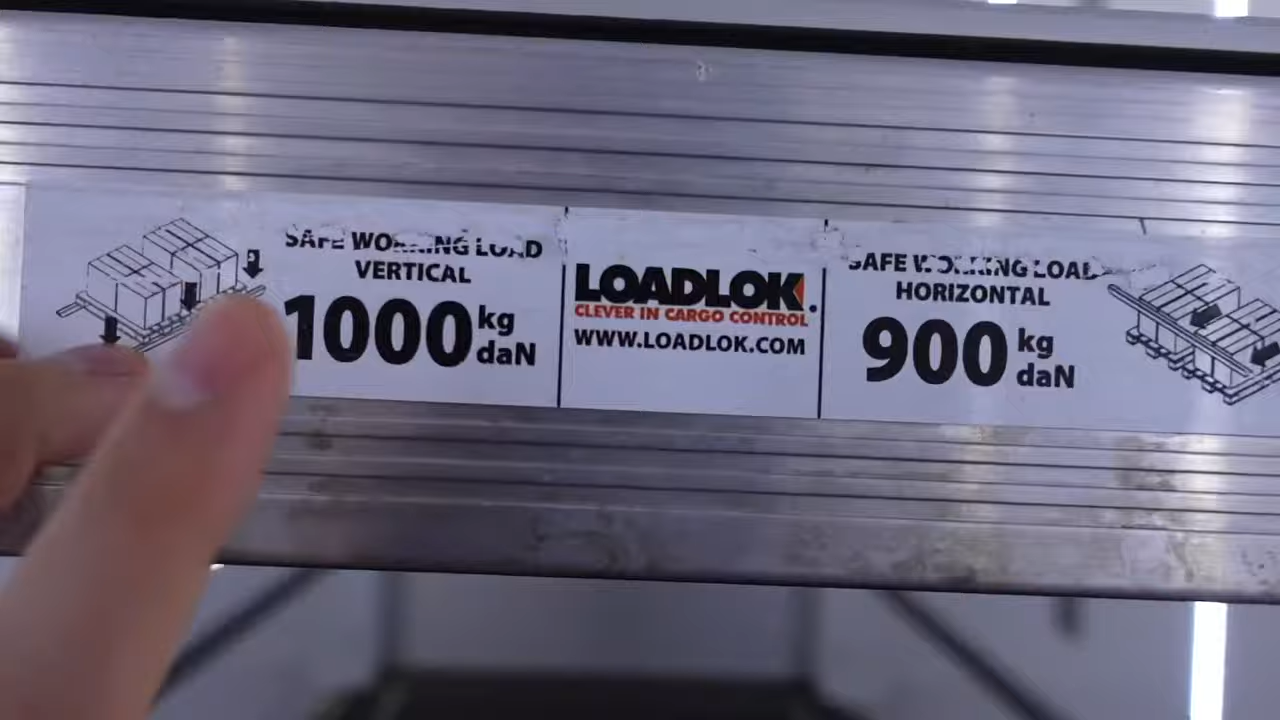 SAFE WORKING LOAD
VERTICAL
1000 kg
daN
LOADLOK.
CLEVER IN CARGO CONTROL
WWW.LOADLOK.COM
SAFE WORKING LOAD
HORIZONTAL
900 kg
daN